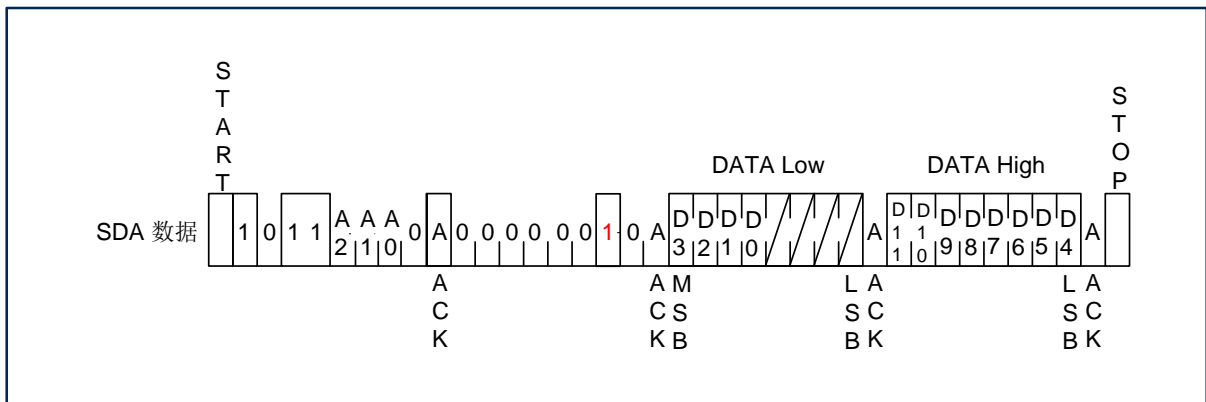 START
STOP
DATA Low
DATA High
SDA 数据
1 0 1 1 A2 A1 A0 0 A 0 0 0 0 0 0 1 0 A D3 D2 D1 D0 A D11 D10 D9 D8 D7 D6 D5 D4 A
ACK
ACK
MSB
LSB
ACK
LSB
ACK